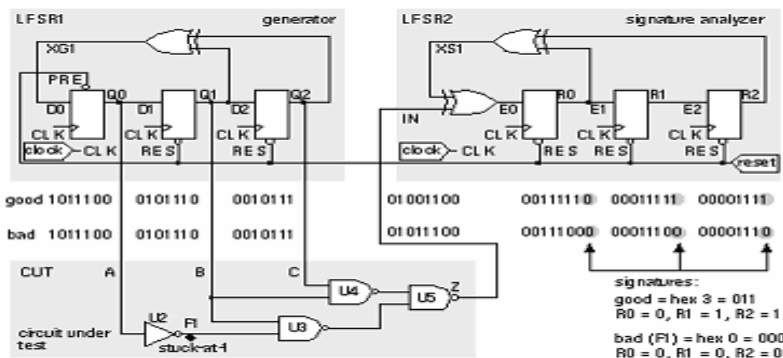 LFSR1 generator
XG1
PRE
D0 Q0 D1 Q1 D2 Q2
CLK CLK CLK
clock CLK RES RES
LFSR2 signature analyzer
XS1
IN
E0 R0 E1 R1 E2 R2
CLK CLK CLK
clock CLK RES RES
reset
good 1011100 0101110 0010111 01001100 00111110 00011111 00001111
bad 1011100 0101110 0010111 01011100 00111000 00011100 00001110
CUT A B C
U4 U5 Z
U2 F1 U3
circuit under
test
stuck-at-1
signatures:
good = hex 3 = 011
R0 = 0, R1 = 1, R2 = 1
bad (F1) = hex 0 = 000
R0 = 0, R1 = 0, R2 = 0